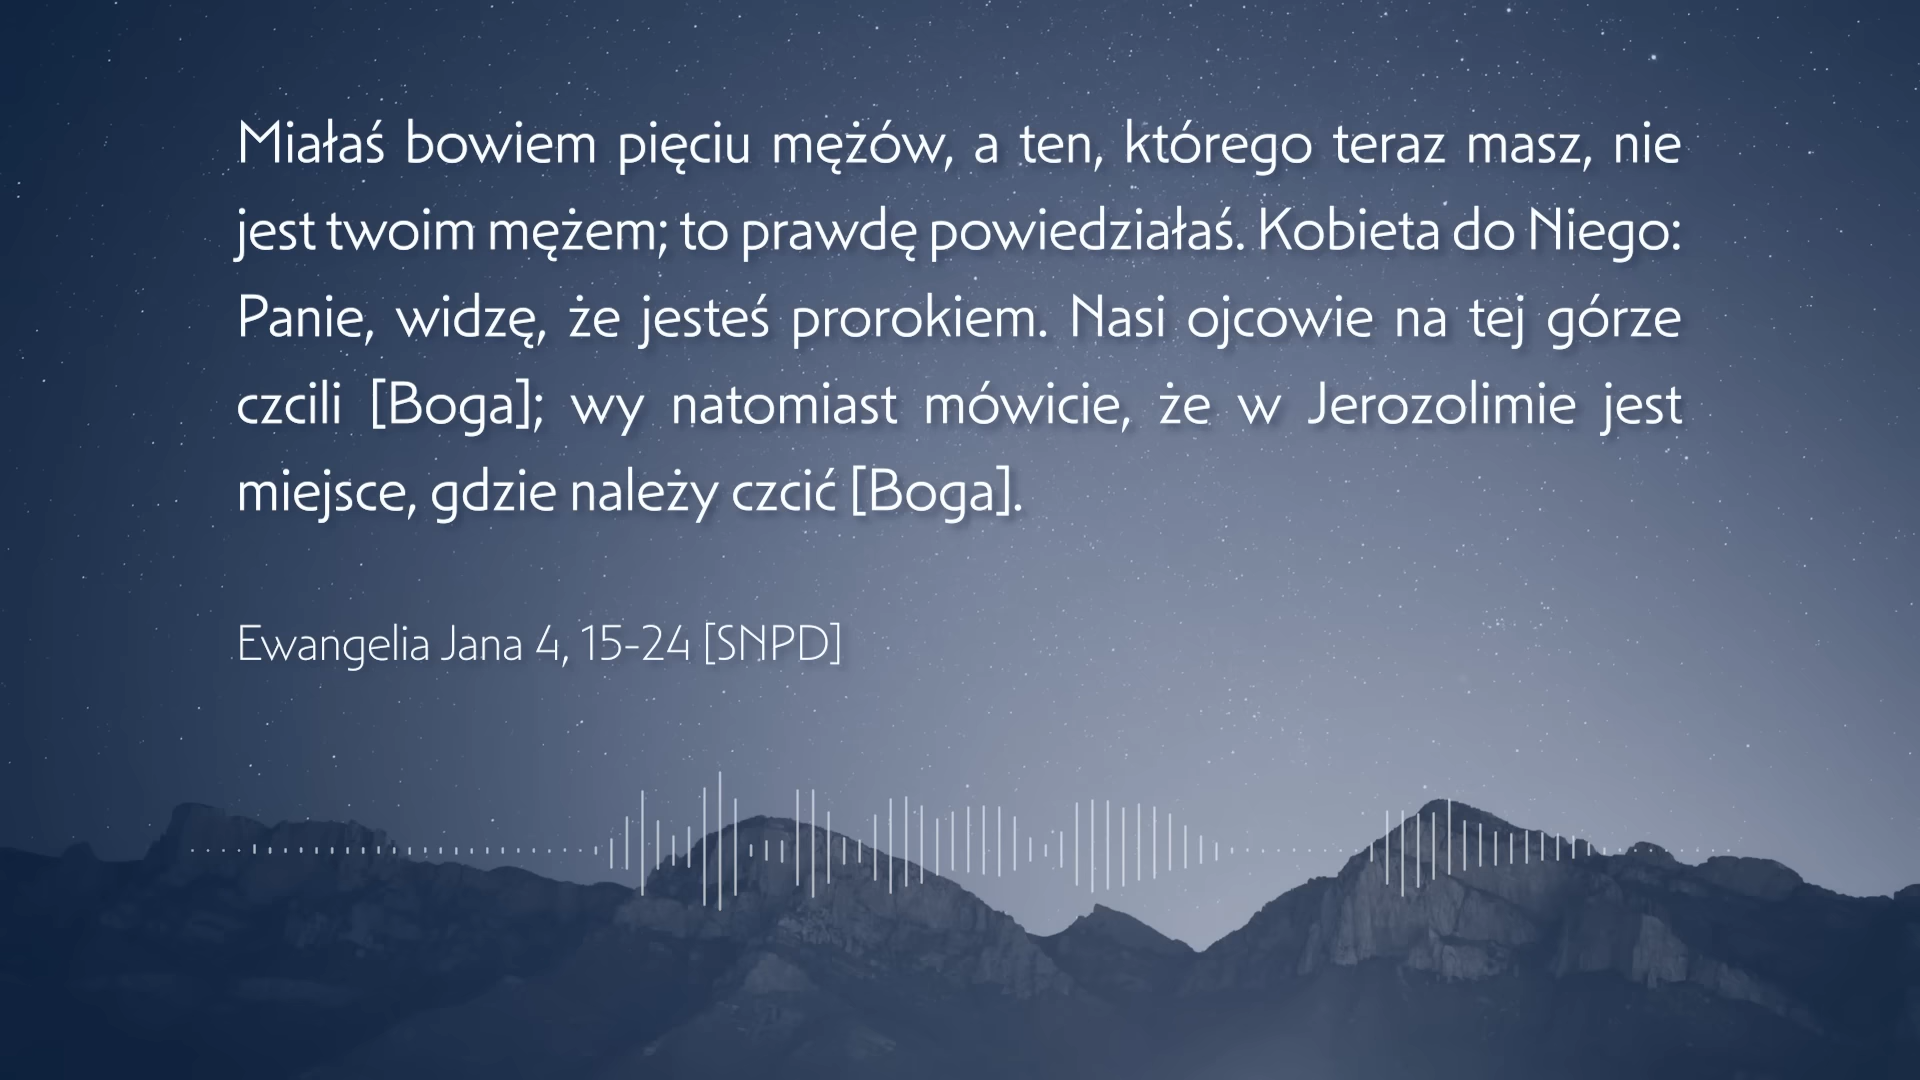 Miałaś bowiem pięciu mężów, a ten, którego teraz masz, nie
jest twoim mężem; to prawdę powiedziałaś. Kobieta do Niego:
Panie, widzę, że jesteś prorokiem. Nasi ojcowie na tej górze
czcili [Boga]; wy natomiast mówicie, że w Jerozolimie jest
miejsce, gdzie należy czcić [Boga].
Ewangelia Jana 4, 15-24 [SNPD]